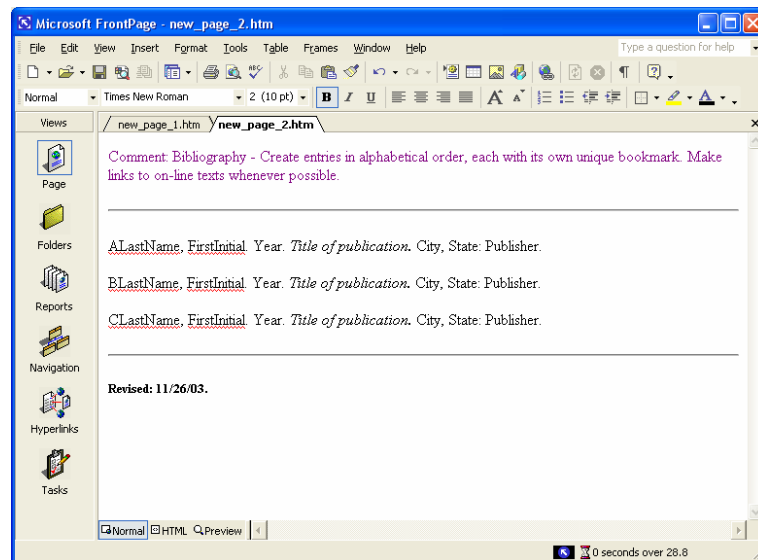 Microsoft FrontPage - new_page_2.htm
File Edit View Insert Format Tools Table Frames Window Help Type a question for help
ABC
Normal Times New Roman 2 (10 pt) B I U A A A
Views new_page_1.htm new_page_2.htm
Comment: Bibliography - Create entries in alphabetical order, each with its own unique bookmark. Make
links to on-line texts whenever possible.
Page
Folders
ALastName, FirstInitial. Year. Title of publication. City, State: Publisher.
BLastName, FirstInitial. Year. Title of publication. City, State: Publisher.
Reports
CLastName, FirstInitial. Year. Title of publication. City, State: Publisher.
Navigation
Revised: 11/26/03.
Hyperlinks
Tasks
Normal HTML Preview
0 seconds over 28.8